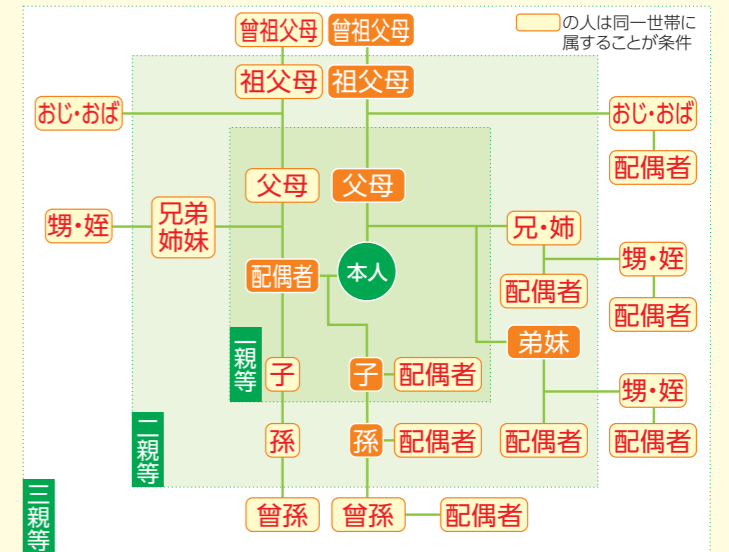 の人は同一世帯に
属することが条件
曾祖父母
曾祖父母
祖父母
祖父母
おじ・おば
おじ・おば
配偶者
父母
父母
甥・姪
兄弟
姉妹
兄・姉
配偶者
甥・姪
配偶者
配偶者
本人
弟妹
一親等
子
子
配偶者
甥・姪
配偶者
二親等
孫
孫
配偶者
配偶者
三親等
曾孫
曾孫
配偶者